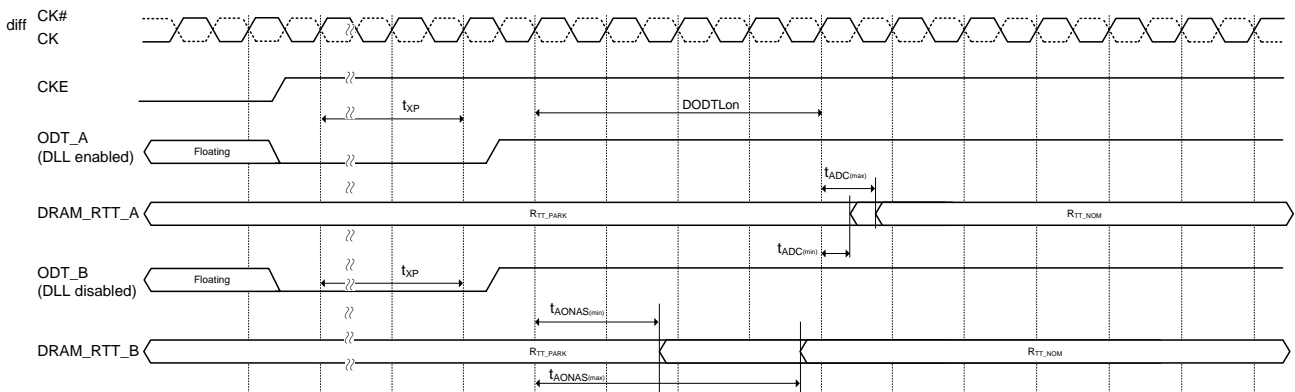 diff CK#
CK
CKE
tXP
DODTLon
ODT_A
(DLL enabled)
Floating
tADC(max)
DRAM_RTT_A
RTT_PARK
RTT_NOM
tADC(min)
ODT_B
(DLL disabled)
Floating
tXP
tAONAS(min)
DRAM_RTT_B
RTT_PARK
RTT_NOM
tAONAS(max)